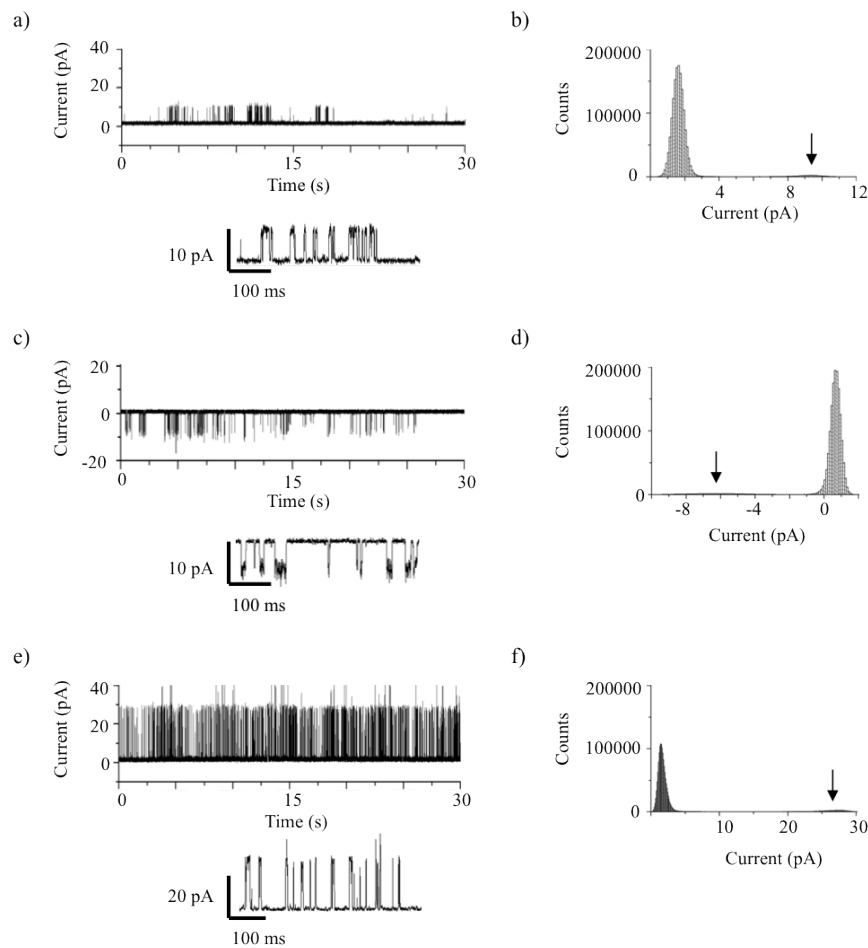 a)
Current (pA)
40
20
0
0 15 30
Time (s)
10 pA
100 ms
b)
Counts
200000
100000
0
4 8 12
Current (pA)
c)
Current (pA)
20
0
-20
0 15 30
Time (s)
10 pA
100 ms
d)
Counts
200000
100000
0
-8 -4 0
Current (pA)
e)
Current (pA)
40
20
0
0 15 30
Time (s)
20 pA
100 ms
f)
Counts
200000
100000
0
10 20 30
Current (pA)